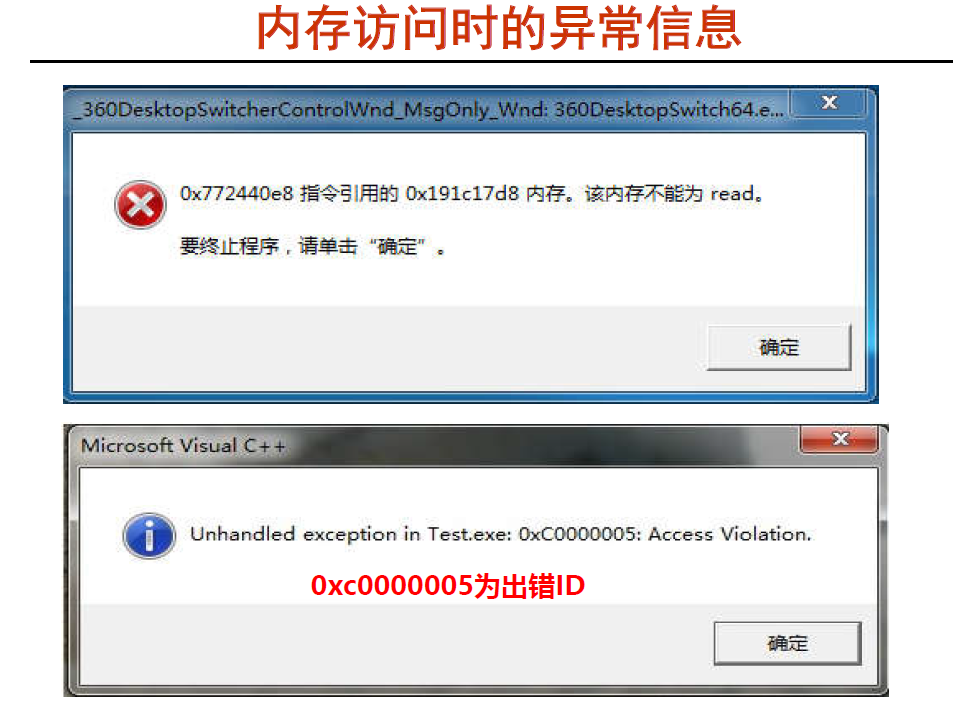 内存访问时的异常信息
_360DesktopSwitcherControlWnd_MsgOnly_Wnd: 360DesktopSwitch64.e...
0x772440e8 指令引用的 0x191c17d8 内存。该内存不能为 read。
要终止程序，请单击“确定”。
确定
Microsoft Visual C++
Unhandled exception in Test.exe: 0xC0000005: Access Violation.
0xc0000005为出错ID
确定